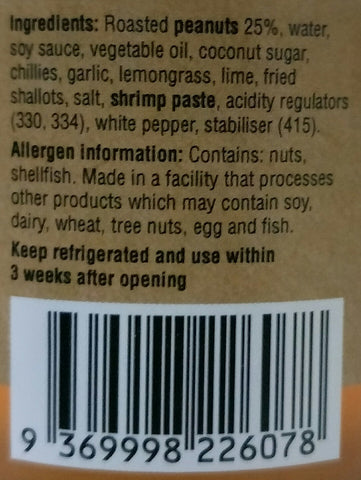 Ingredients: Roasted peanuts 25%, water,
soy sauce, vegetable oil, coconut sugar,
chillies, garlic, lemongrass, lime, fried
shallots, salt, shrimp paste, acidity regulators
(330, 334), white pepper, stabiliser (415).
Allergen information: Contains: nuts,
shellfish. Made in a facility that processes
other products which may contain soy,
dairy, wheat, tree nuts, egg and fish.
Keep refrigerated and use within
3 weeks after opening
9 369998 226078